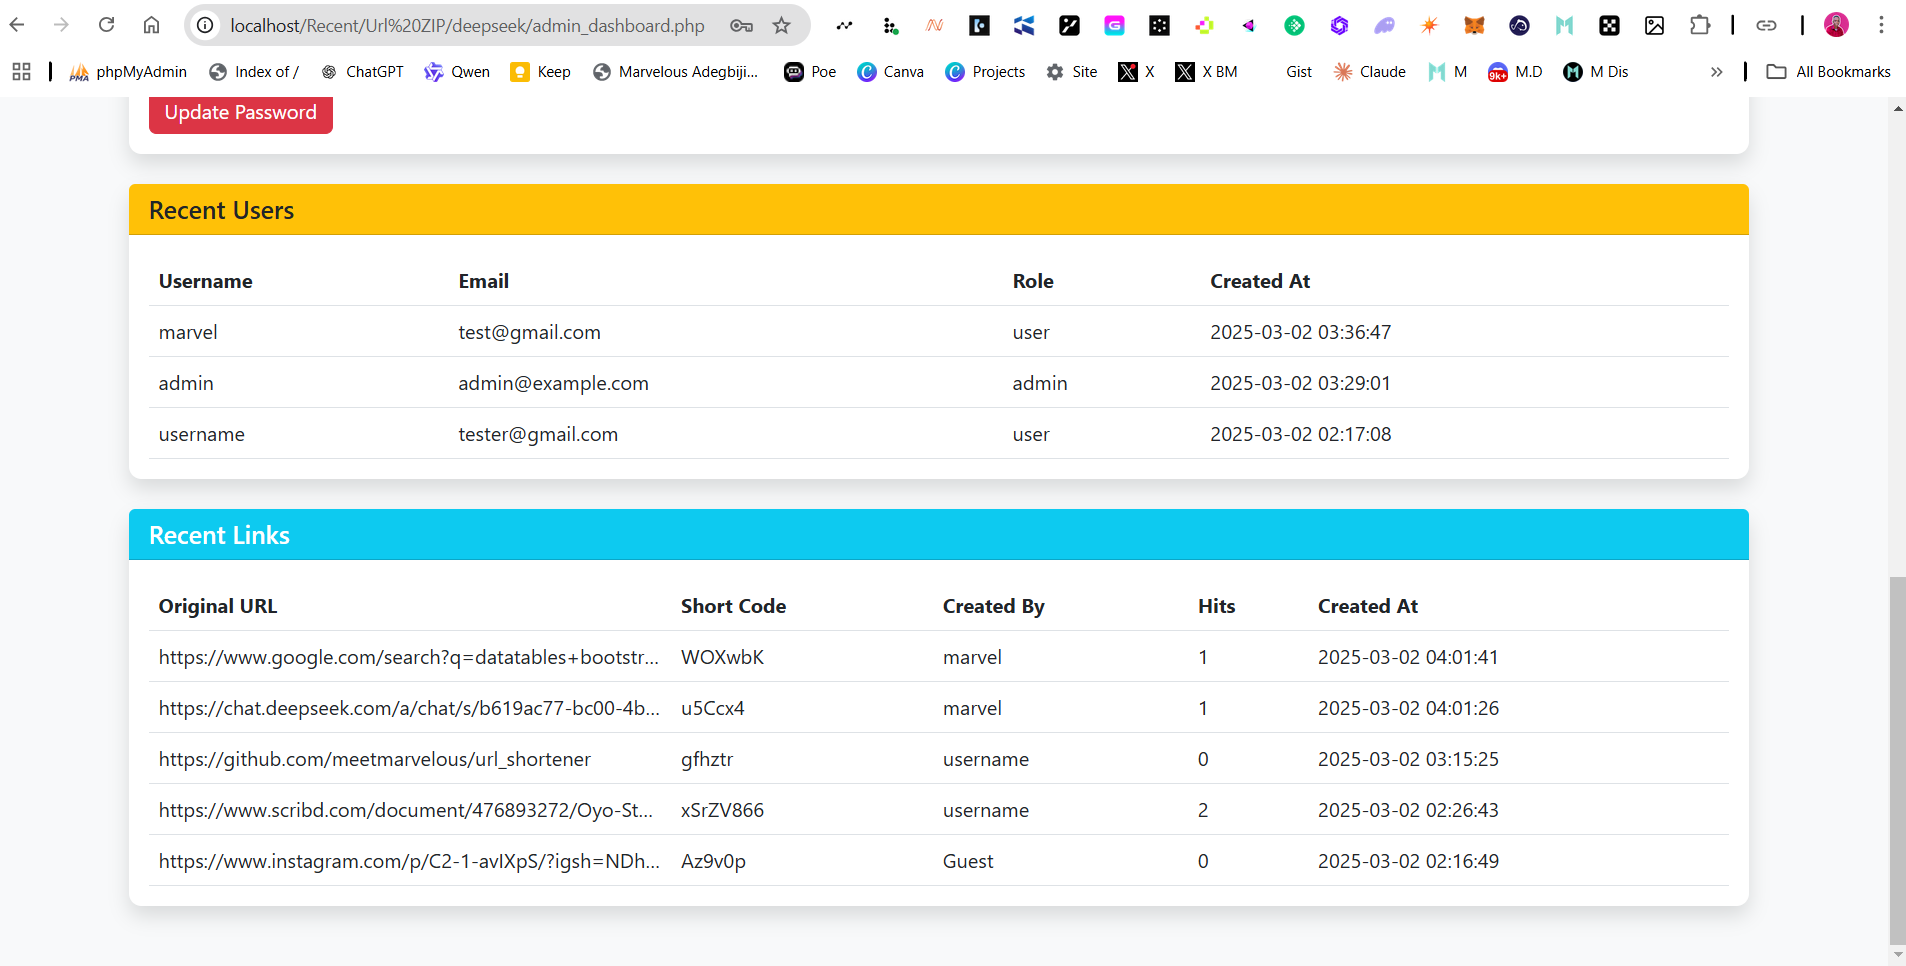 localhost/Recent/Url%20ZIP/deepseek/admin_dashboard.php
phpMyAdmin Index of / ChatGPT Qwen Keep Marvelous Adegbiji... Poe Canva Projects Site X X BM Gist Claude M M.D M Dis » All Bookmarks
Update Password
Recent Users
Username Email Role Created At
marvel test@gmail.com user 2025-03-02 03:36:47
admin admin@example.com admin 2025-03-02 03:29:01
username tester@gmail.com user 2025-03-02 02:17:08
Recent Links
Original URL Short Code Created By Hits Created At
https://www.google.com/search?q=datatables+bootstr... WOXwbK marvel 1 2025-03-02 04:01:41
https://chat.deepseek.com/a/chat/s/b619ac77-bc00-4b... u5Ccx4 marvel 1 2025-03-02 04:01:26
https://github.com/meetmarvelous/url_shortener gfhztr username 0 2025-03-02 03:15:25
https://www.scribd.com/document/476893272/Oyo-St... xSrZV866 username 2 2025-03-02 02:26:43
https://www.instagram.com/p/C2-1-avIXpS/?igsh=NDh... Az9v0p Guest 0 2025-03-02 02:16:49